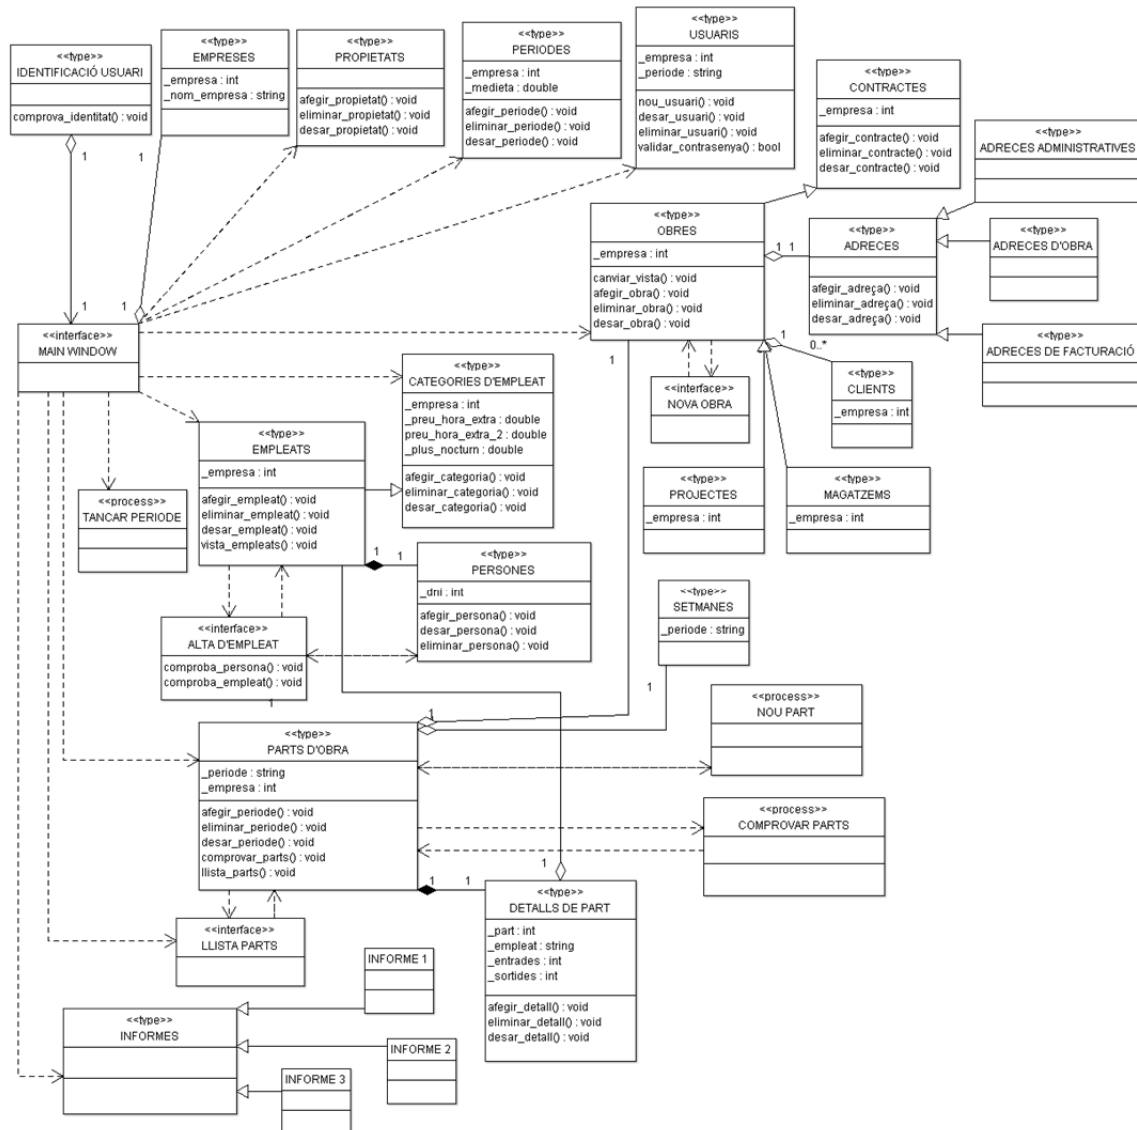 <<type>>
IDENTIFICACIÓ USUARI
comprova_identitat() : void
<<type>>
EMPRESES
_empresa : int
_nom_empresa : string
<<type>>
PROPIETATS
afegir_propietat() : void
eliminar_propietat() : void
desar_propietat() : void
<<type>>
PERIODES
_empresa : int
_medieta : double
afegir_periode() : void
eliminar_periode() : void
desar_periode() : void
<<type>>
USUARIS
_empresa : int
_periode : string
nou_usuari() : void
desar_usuari() : void
eliminar_usuari() : void
validar_contrasenya() : bool
<<type>>
CONTRACTES
_empresa : int
afegir_contracte() : void
eliminar_contracte() : void
desar_contracte() : void
<<type>>
ADRECES ADMINISTRATIVES
1
1
1
1
<<type>>
OBRES
_empresa : int
canviar_vista() : void
afegir_obra() : void
eliminar_obra() : void
desar_obra() : void
1
1
<<type>>
ADRECES
afegir_adreça() : void
eliminar_adreça() : void
desar_adreça() : void
<<type>>
ADRECES D'OBRA
<<type>>
ADRECES DE FACTURACIÓ
<<interface>>
MAIN WINDOW
1
0..*
<<type>>
CLIENTS
_empresa : int
1
<<interface>>
NOVA OBRA
<<type>>
CATEGORIES D'EMPLEAT
_empresa : int
_preu_hora_extra : double
preu_hora_extra_2 : double
_plus_nocturn : double
afegir_categoria() : void
eliminar_categoria() : void
desar_categoria() : void
<<type>>
EMPLEATS
_empresa : int
afegir_empleat() : void
eliminar_empleat() : void
desar_empleat() : void
vista_empleats() : void
<<process>>
TANCAR PERIODE
<<type>>
PROJECTES
_empresa : int
<<type>>
MAGATZEMS
_empresa : int
1
1
<<type>>
PERSONES
_dni : int
afegir_persona() : void
desar_persona() : void
eliminar_persona() : void
<<type>>
SETMANES
_periode : string
<<interface>>
ALTA D'EMPLEAT
comproba_persona() : void
comproba_empleat() : void
1
1
1
<<type>>
PARTS D'OBRA
_periode : string
_empresa : int
afegir_periode() : void
eliminar_periode() : void
desar_periode() : void
comprovar_parts() : void
llista_parts() : void
<<process>>
NOU PART
<<process>>
COMPROVAR PARTS
1
1
1
<<type>>
DETALLS DE PART
_part : int
_empleat : string
_entrades : int
_sortides : int
afegir_detall() : void
eliminar_detall() : void
desar_detall() : void
<<interface>>
LLISTA PARTS
INFORME 1
<<type>>
INFORMES
INFORME 2
INFORME 3